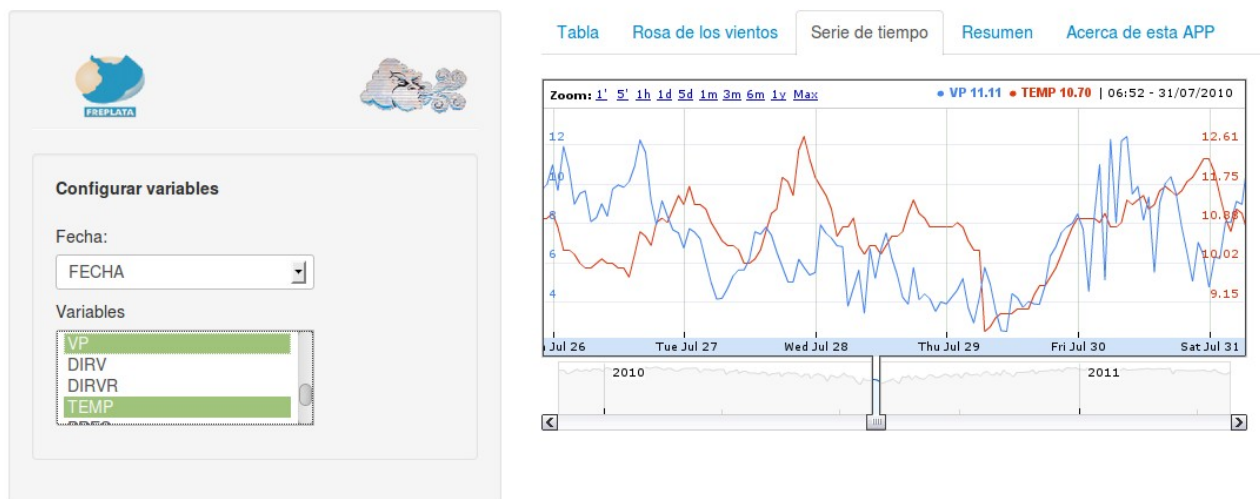 FREPLATA
Configurar variables
Fecha:
FECHA
Variables
VP
DIRV
DIRVR
TEMP
Tabla Rosa de los vientos Serie de tiempo Resumen Acerca de esta APP
Zoom: 1' 5' 1h 1d 5d 1m 3m 6m 1y Max VP 11.11 TEMP 10.70 | 06:52 - 31/07/2010
12 12.61
10 11.75
8 10.88
6 10.02
4 9.15
Jul 26 Tue Jul 27 Wed Jul 28 Thu Jul 29 Fri Jul 30 Sat Jul 31
2010 2011